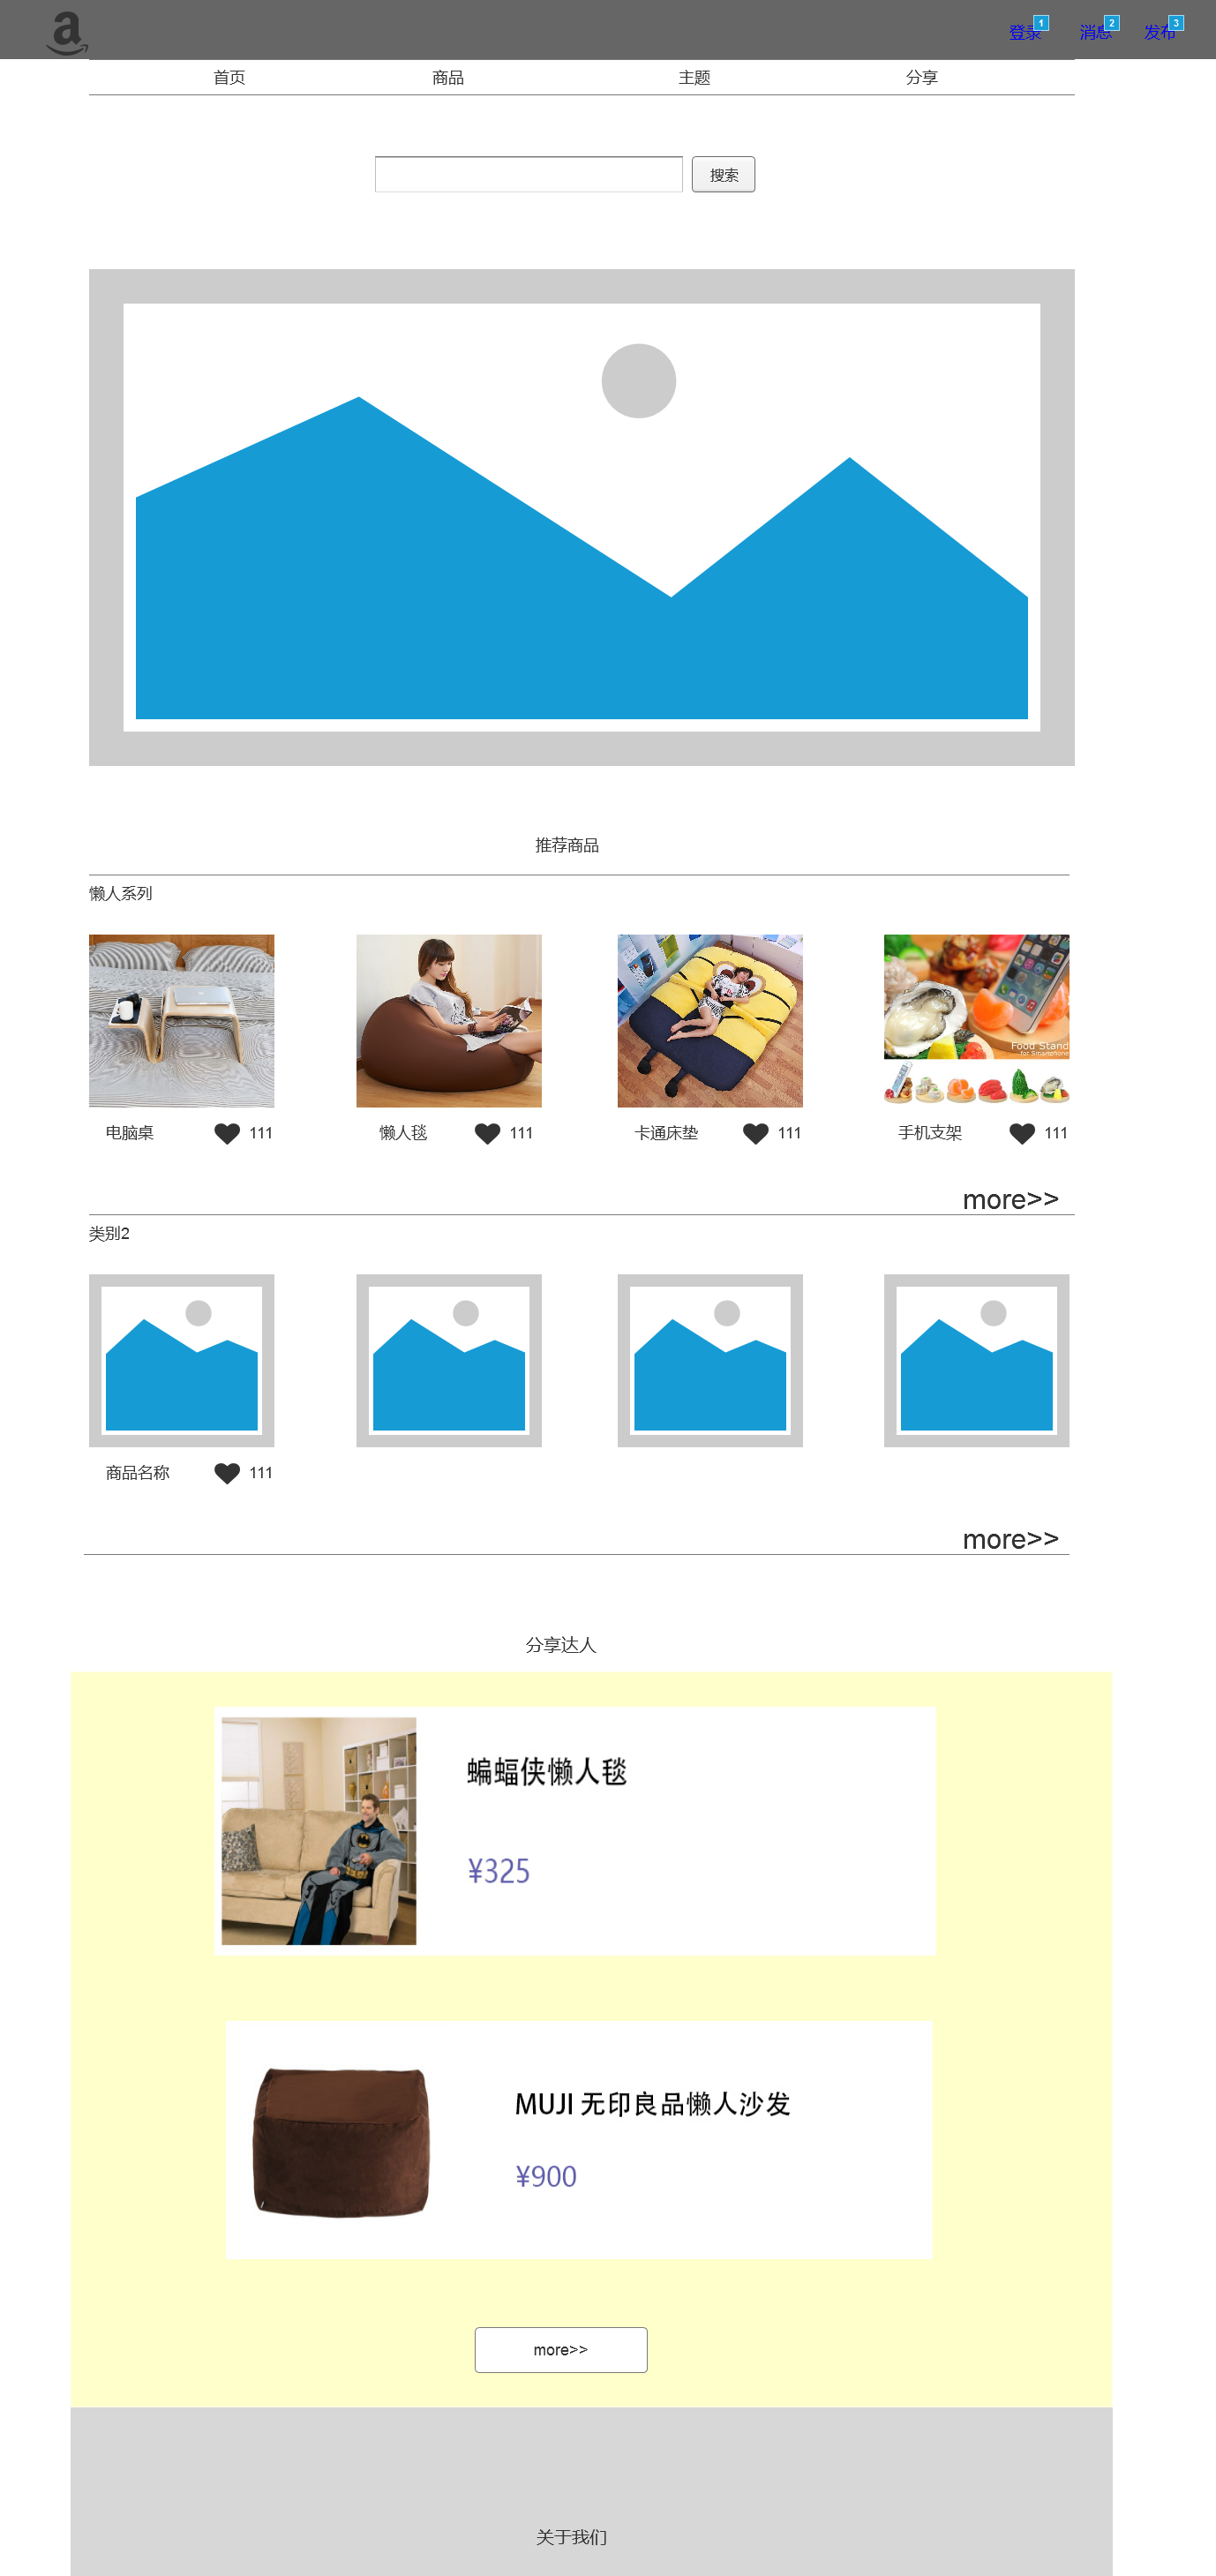 登录 1 消息 2 发布 3
首页 商品 主题 分享
搜索
推荐商品
懒人系列
Food Stand
for Smartphone
电脑桌 111 懒人毯 111 卡通床垫 111 手机支架 111
more>>
类别2
商品名称 111
more>>
分享达人
蝙蝠侠懒人毯
¥325
MUJI 无印良品懒人沙发
¥900
more>>
关于我们